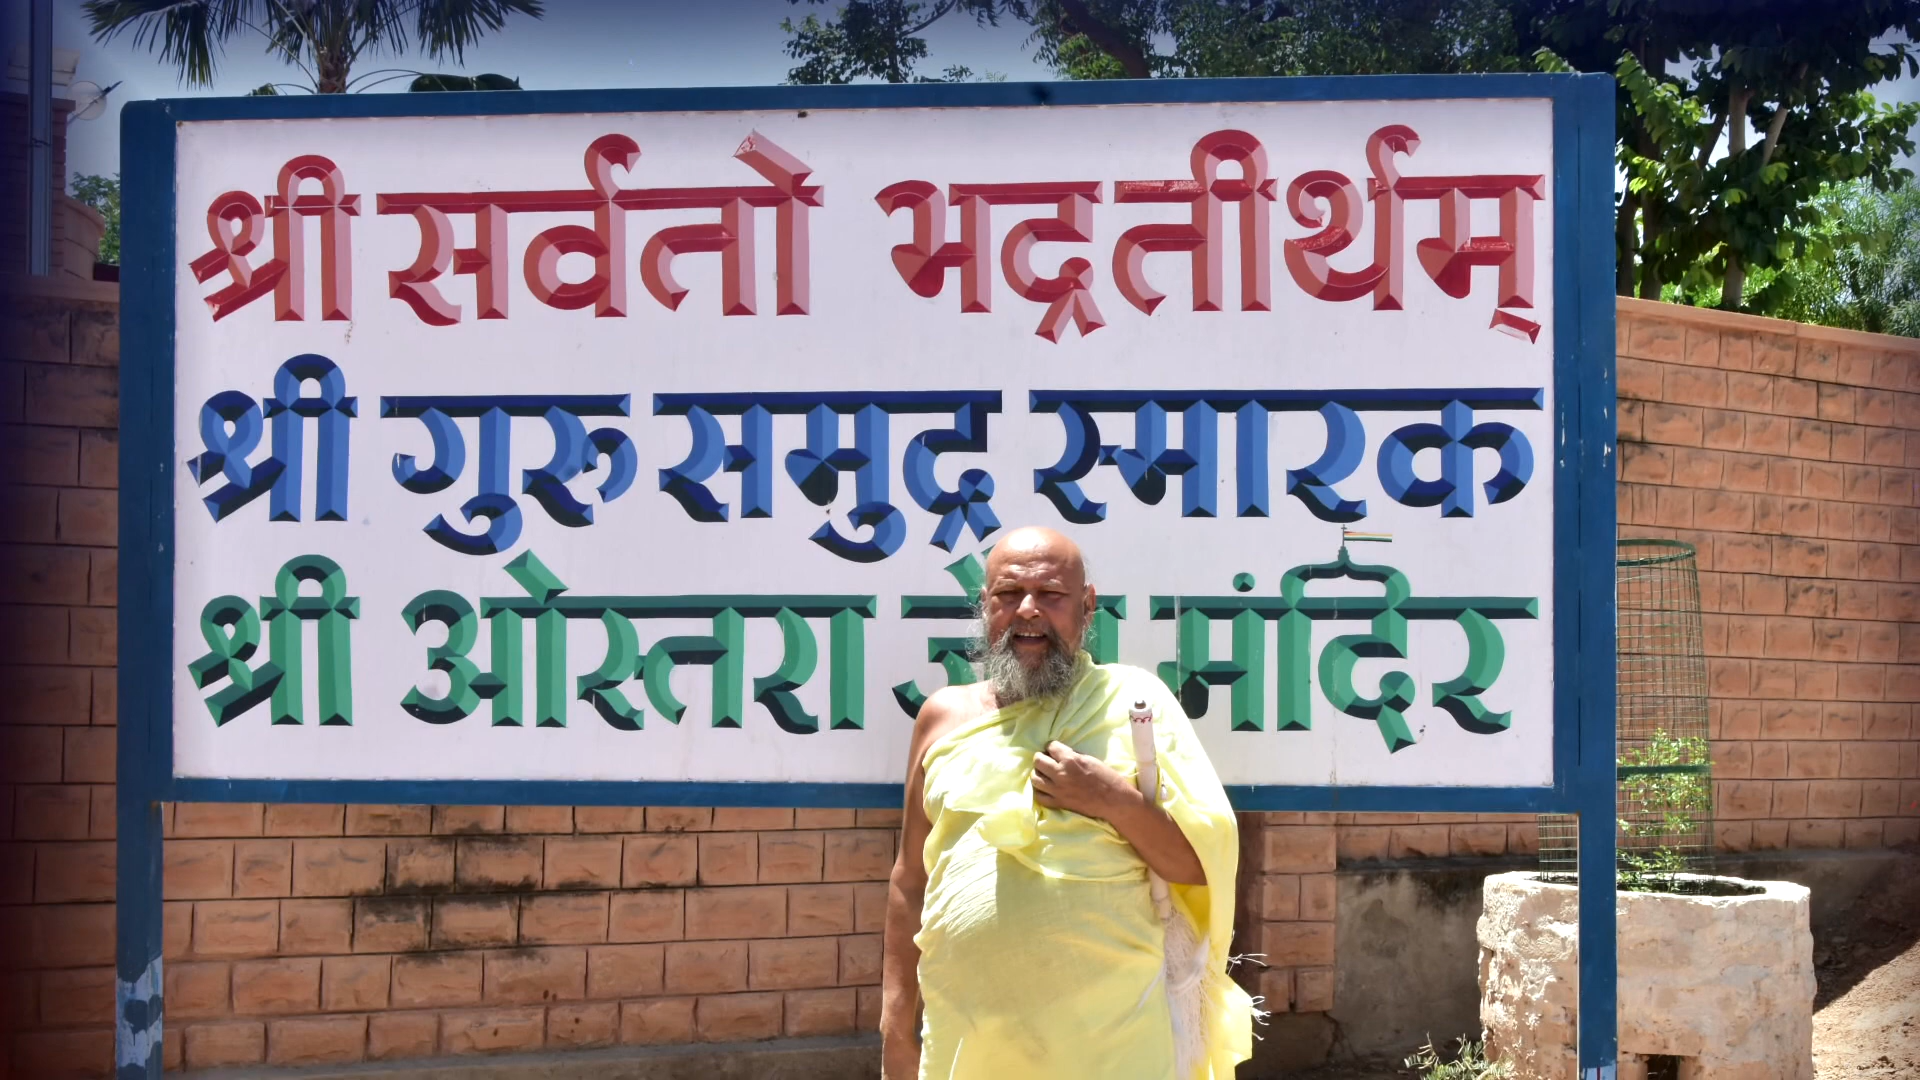 श्री सर्वतो भद्रतीर्थम्
श्री गुरु समुद्र स्मारक
श्री ओस्तरा मंदिर